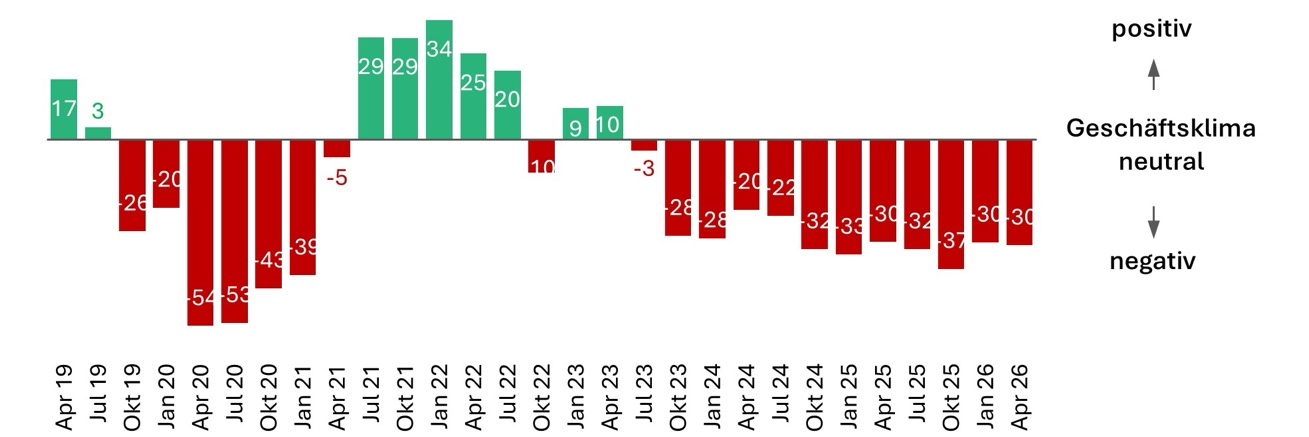 positiv
Geschäftsklima
neutral
negativ
17
3
-26
-20
-54
-53
-43
-39
-5
29
29
34
25
20
-10
9
10
-3
-28
-28
-20
-22
-32
-33
-30
-32
-37
-30
-30
Apr 19
Jul 19
Okt 19
Jan 20
Apr 20
Jul 20
Okt 20
Jan 21
Apr 21
Jul 21
Okt 21
Jan 22
Apr 22
Jul 22
Okt 22
Jan 23
Apr 23
Jul 23
Okt 23
Jan 24
Apr 24
Jul 24
Okt 24
Jan 25
Apr 25
Jul 25
Okt 25
Jan 26
Apr 26